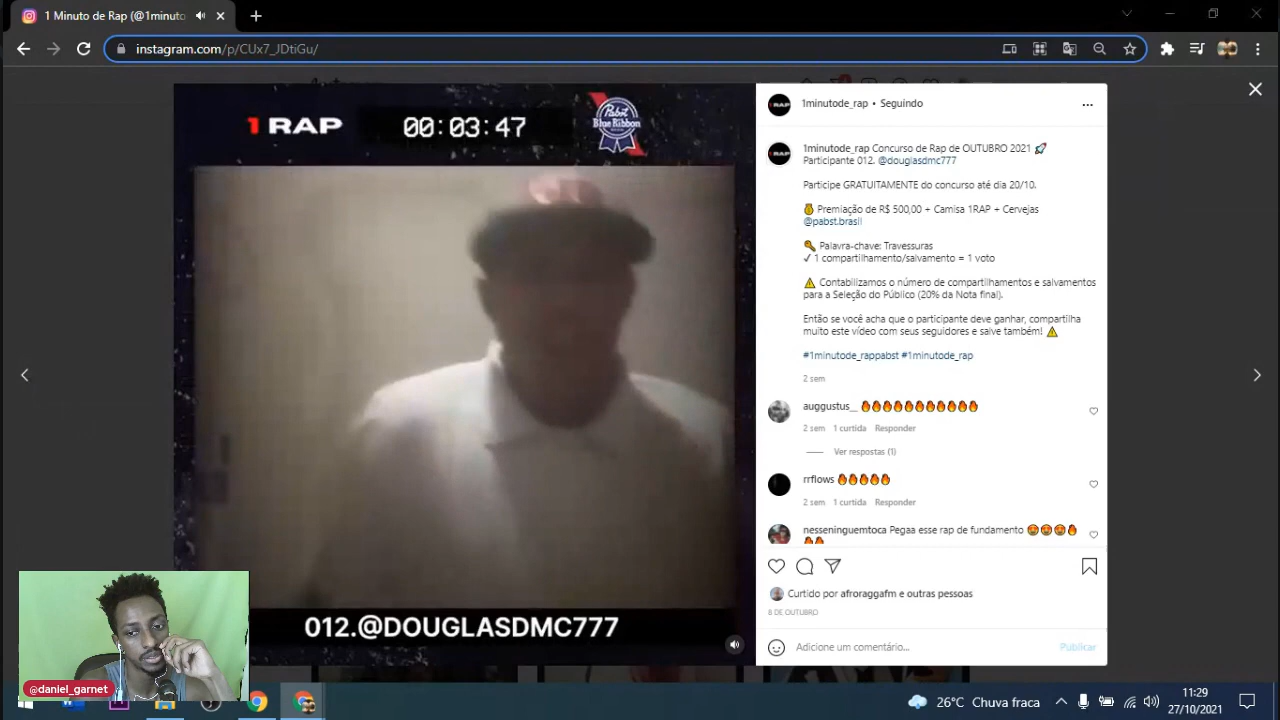 1 Minuto de Rap (@1minuto
instagram.com/p/CUx7_JDtiGu/
1 RAP
00:03:47
Pabst
Blue Ribbon
012.@DOUGLASDMC777
1minutode_rap • Seguindo
1minutode_rap Concurso de Rap de OUTUBRO 2021 🚀
Participante 012. @douglasdmc777
Participe GRATUITAMENTE do concurso até dia 20/10.
🏅 Premiação de R$ 500,00 + Camisa 1RAP + Cervejas
@pabst.brasil
🔑 Palavra-chave: Travessuras
✓ 1 compartilhamento/salvamento = 1 voto
⚠️ Contabilizamos o número de compartilhamentos e salvamentos
para a Seleção do Público (20% da Nota final).
Então se você acha que o participante deve ganhar, compartilha
muito este vídeo com seus seguidores e salve também! ⚠️
#1minutode_rappabst #1minutode_rap
2 sem
auggustus__ 🔥🔥🔥🔥🔥🔥🔥🔥🔥🔥🔥
2 sem 1 curtida Responder
Ver respostas (1)
rrflows 🔥🔥🔥🔥🔥
2 sem 1 curtida Responder
nesseninguemtoca Pegaa esse rap de fundamento
Curtido por afroraggafm e outras pessoas
8 DE OUTUBRO
Adicione um comentário...
Publicar
@daniel_garnet
26°C Chuva fraca
11:29
27/10/2021